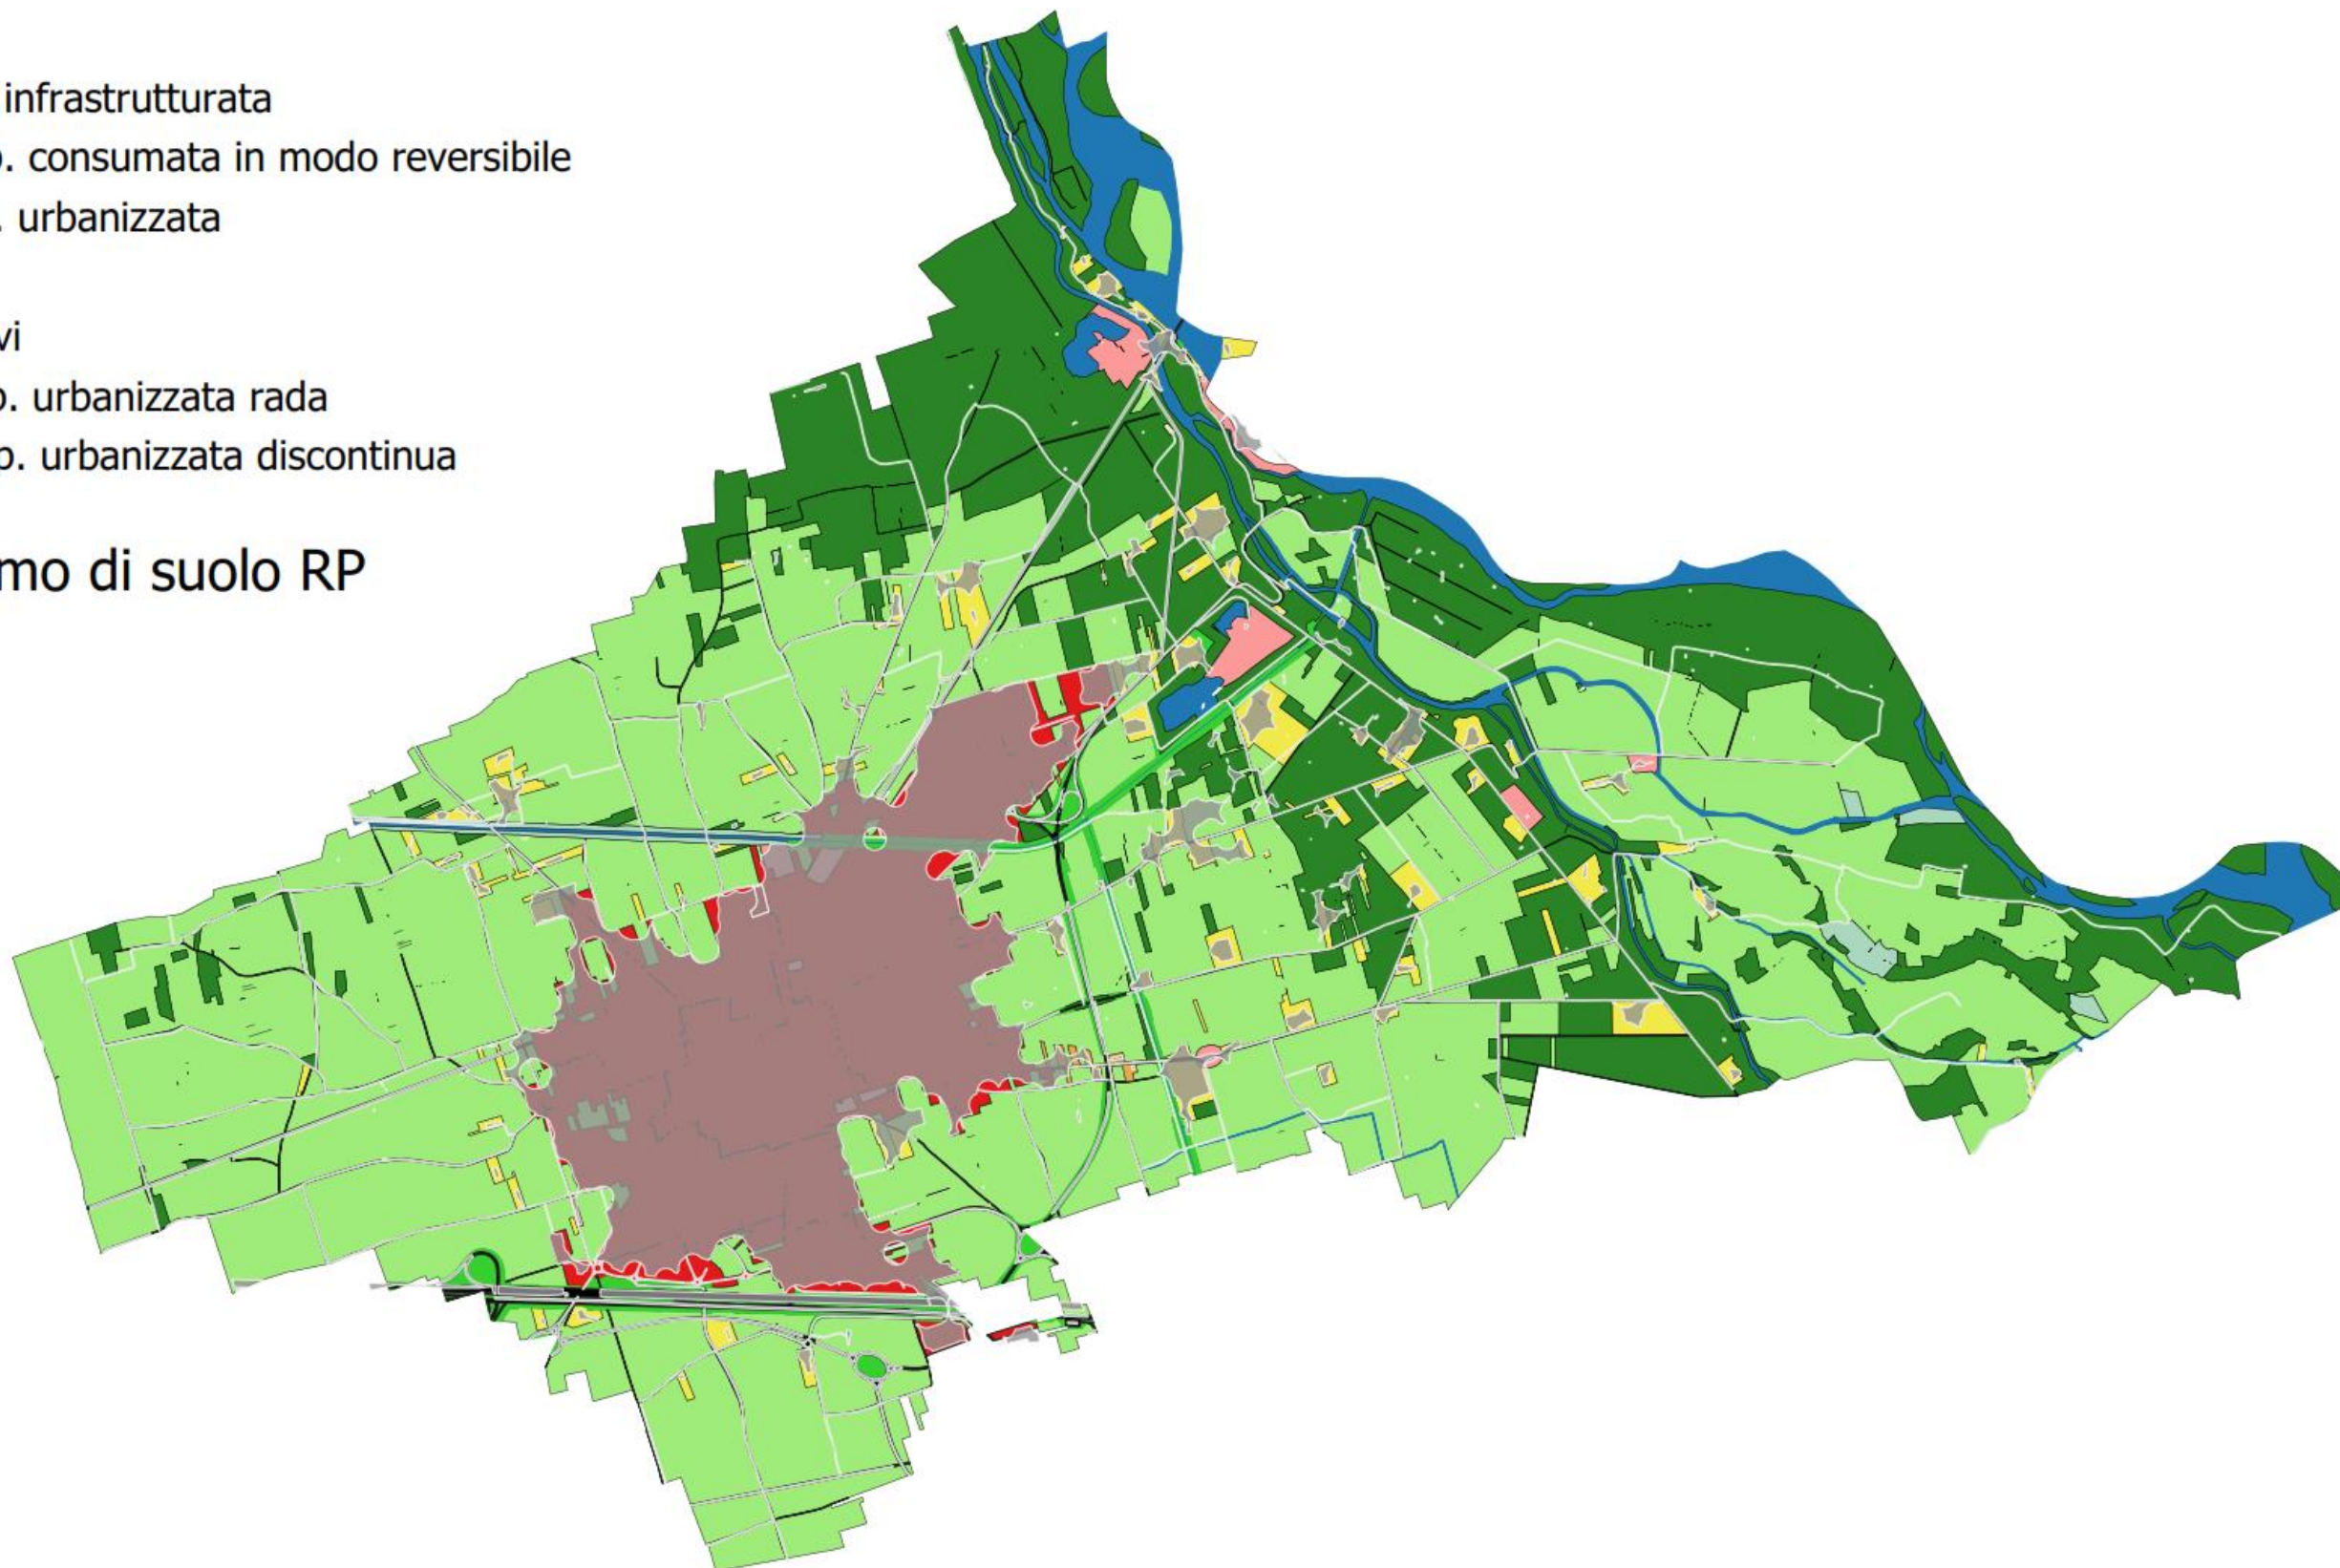 infrastrutturata
. consumata in modo reversibile
. urbanizzata
vi
. urbanizzata rada
. urbanizzata discontinua
mo di suolo RP